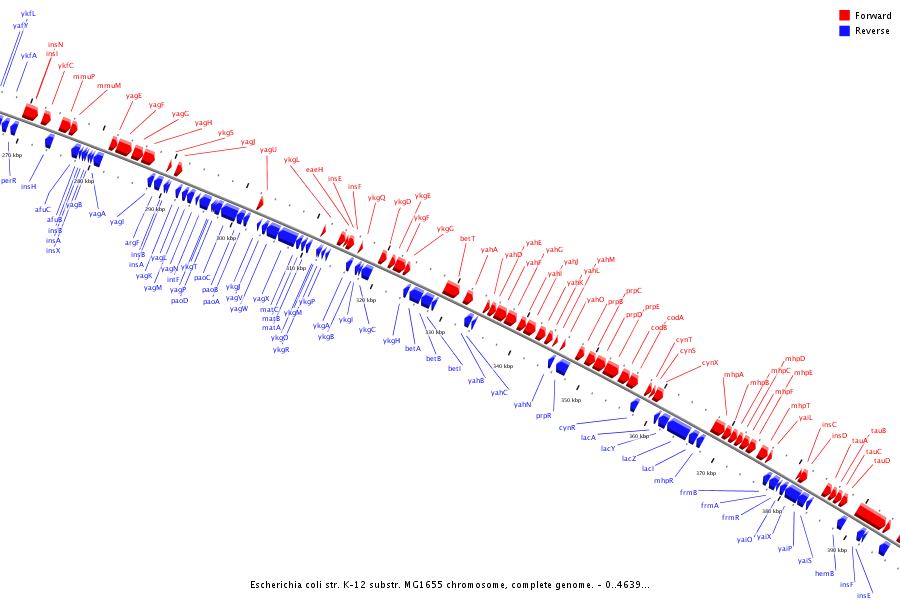 ykfL
yafY
ykfA
insN
insI
ykfC
mmuP
mmuM
yagE
yagF
yagG
yagH
ykgS
yagJ
yagU
ykgL
eaeH
insE
insF
ykgQ
ykgD
ykgE
ykgF
ykgG
betT
yahA
yahD
yahE
yahF
yahG
yahI
yahJ
yahK
yahL
yahM
yahO
prpB
prpC
prpD
prpE
codB
codA
cynT
cynS
cynX
mhpA
mhpB
mhpC
mhpD
mhpE
mhpF
mhpT
yaiL
insC
insD
tauA
tauB
tauC
tauD
Forward
Reverse
270 kbp
280 kbp
290 kbp
300 kbp
310 kbp
320 kbp
330 kbp
340 kbp
350 kbp
360 kbp
370 kbp
380 kbp
390 kbp
perR
insH
afuC
afuB
insB
insA
insX
yagB
yagA
yagI
argF
insB
insA
yagK
yagL
yagM
yagN
intF
yagP
ykgT
paoD
paoC
paoB
paoA
ykgJ
yagV
yagW
yagX
matC
matB
matA
ykgO
ykgR
ykgM
ykgP
ykgA
ykgB
ykgI
ykgC
ykgH
betA
betB
betI
yahB
yahC
yahN
prpR
cynR
lacA
lacY
lacZ
lacI
mhpR
frmB
frmA
frmR
yaiO
yaiX
yaiP
yaiS
hemB
insF
insE
Escherichia coli str. K-12 substr. MG1655 chromosome, complete genome. - 0..4639...